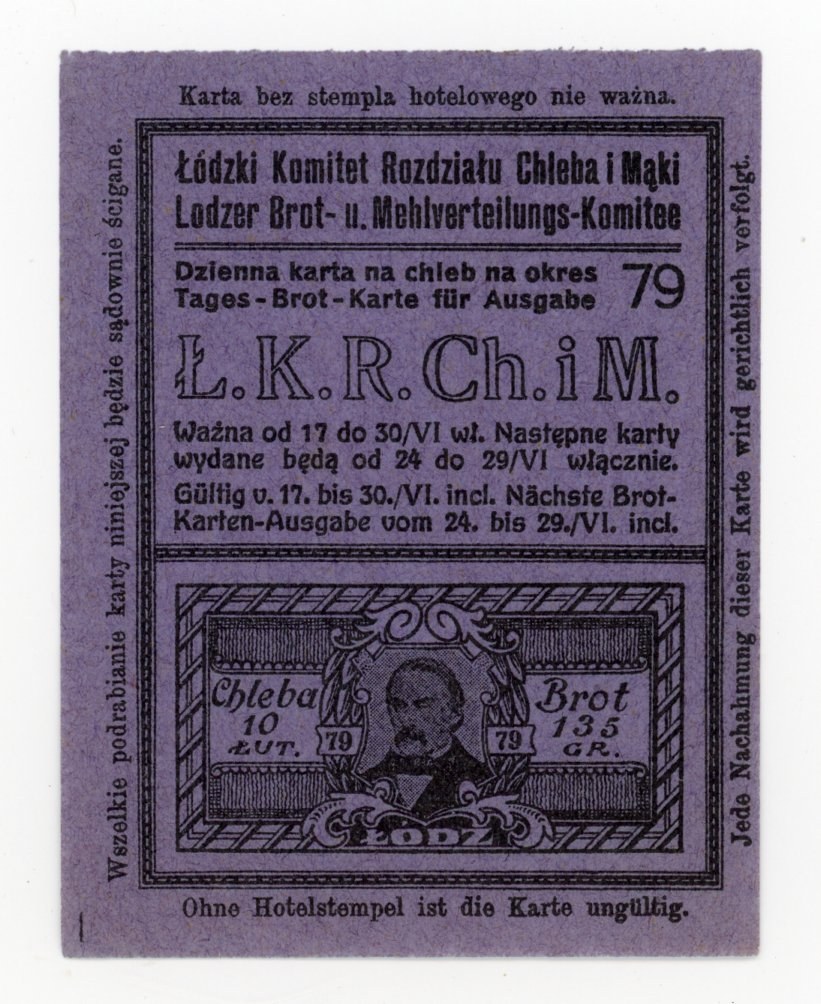 Karta bez stempla hotelowego nie ważna.
Wszelkie podrabianie karty niniejszej będzie sądownie ścigane.
Łódzki Komitet Rozdziału Chleba i Mąki
Lodzer Brot- u. Mehlverteilungs-Komitee
Dzienna karta na chleb na okres 79
Tages-Brot-Karte für Ausgabe
Ł.K.R.Ch.i M.
Ważna od 17 do 30/VI wł. Następne karty
wydane będą od 24 do 29/VI włącznie.
Gültig v. 17. bis 30./VI. incl. Nächste Brot-
Karten-Ausgabe vom 24. bis 29./VI. incl.
Chleba
10
ŁUT.
79
79
Brot
135
GR.
ŁÓDŹ
Jede Nachahmung dieser Karte wird gerichtlich verfolgt.
Ohne Hotelstempel ist die Karte ungültig.